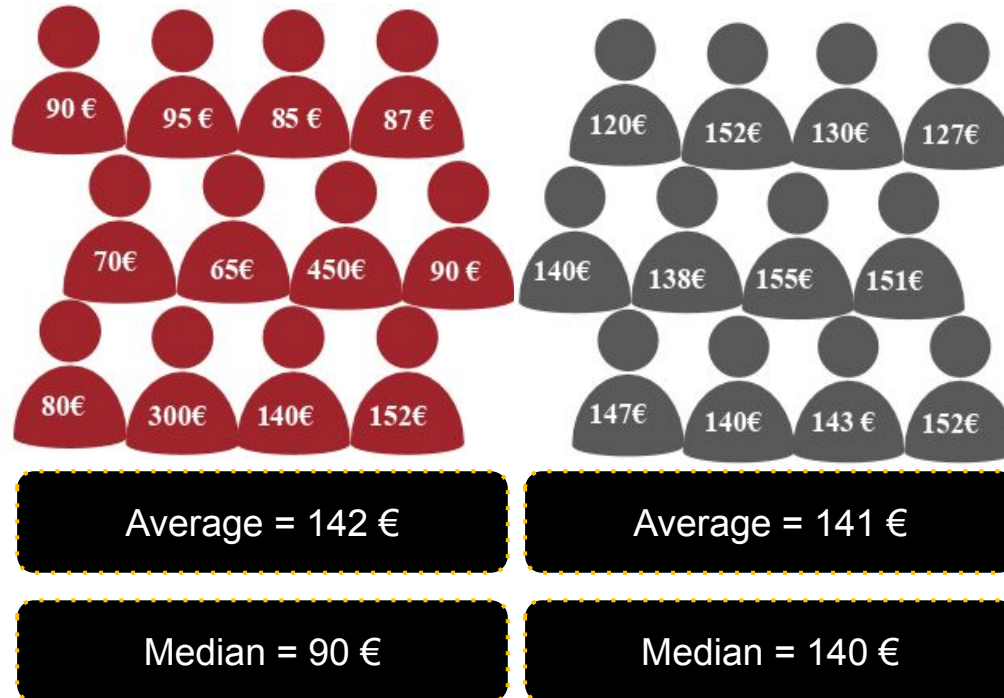 90 € 95 € 85 € 87 €
70€ 65€ 450€ 90 €
80€ 300€ 140€ 152€
120€ 152€ 130€ 127€
140€ 138€ 155€ 151€
147€ 140€ 143 € 152€
Average = 142 €
Average = 141 €
Median = 90 €
Median = 140 €